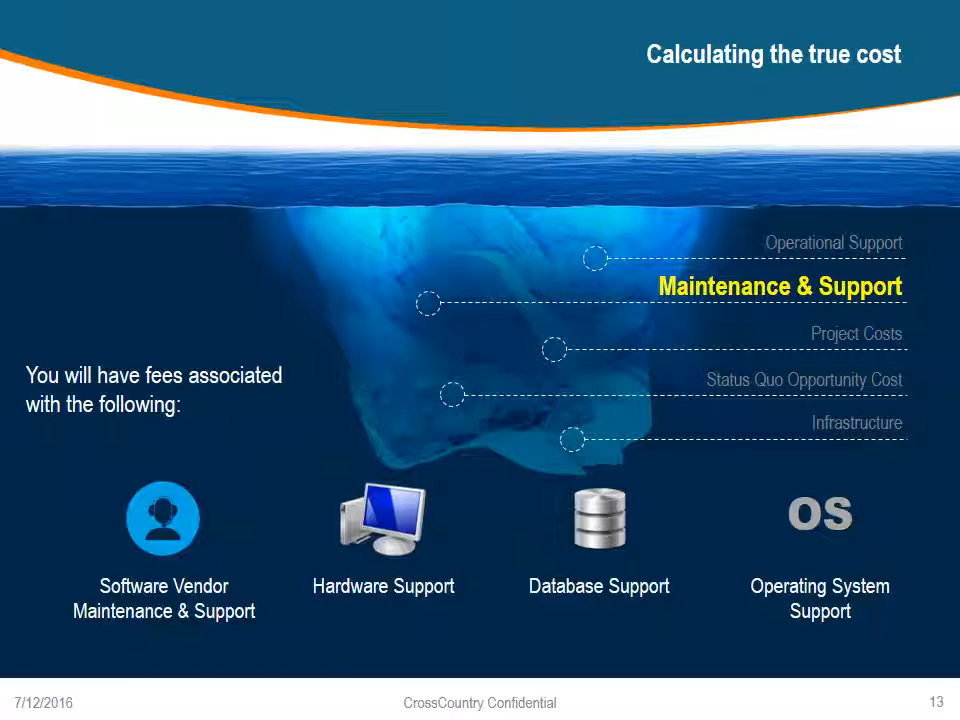 Calculating the true cost
Operational Support
Maintenance & Support
Project Costs
Status Quo Opportunity Cost
Infrastructure
You will have fees associated
with the following:
OS
Software Vendor
Maintenance & Support
Hardware Support
Database Support
Operating System
Support
7/12/2016
CrossCountry Confidential
13